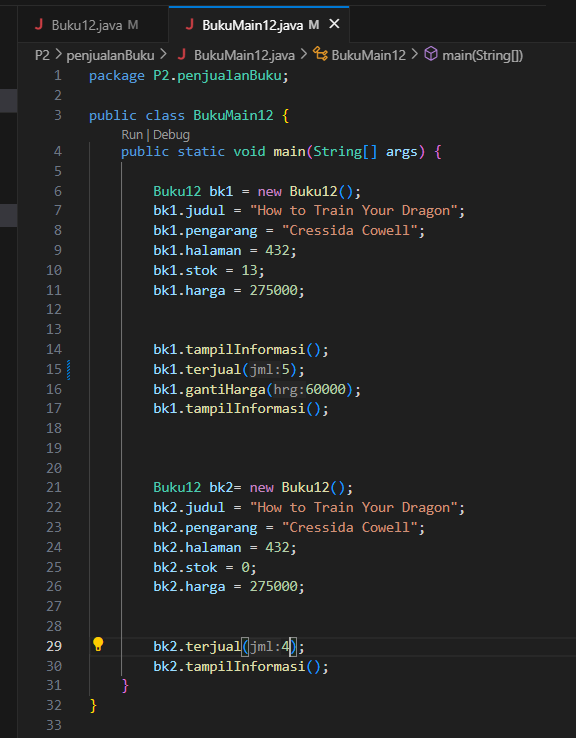 J Buku12.java M J BukuMain12.java M ×
P2 > penjualanBuku > J BukuMain12.java > BukuMain12 > main(String[])
1 package P2.penjualanBuku;
2
3 public class BukuMain12 {
Run | Debug
4 public static void main(String[] args) {
5
6 Buku12 bk1 = new Buku12();
7 bk1.judul = "How to Train Your Dragon";
8 bk1.pengarang = "Cressida Cowell";
9 bk1.halaman = 432;
10 bk1.stok = 13;
11 bk1.harga = 275000;
12
13
14 bk1.tampilInformasi();
15 bk1.terjual(jml:5);
16 bk1.gantiHarga(hrg:60000);
17 bk1.tampilInformasi();
18
19
20
21 Buku12 bk2= new Buku12();
22 bk2.judul = "How to Train Your Dragon";
23 bk2.pengarang = "Cressida Cowell";
24 bk2.halaman = 432;
25 bk2.stok = 0;
26 bk2.harga = 275000;
27
28
29 bk2.terjual(jml:4);
30 bk2.tampilInformasi();
31 }
32 }
33